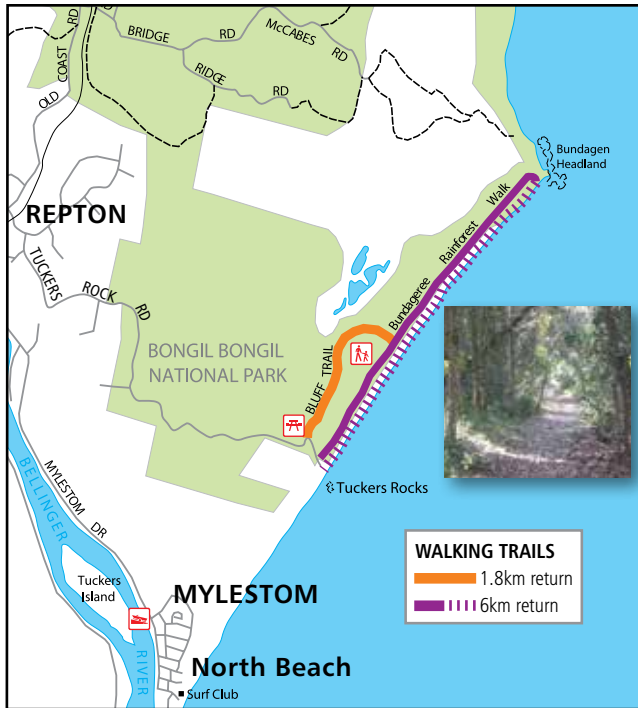 OLD COAST RD
BRIDGE RD
McCABES RD
RIDGE RD
Bundagen
Headland
REPTON
TUCKERS ROCK RD
Bundageree Rainforest Walk
BONGIL BONGIL
NATIONAL PARK
BLUFF TRAIL
Tuckers Rocks
BELLINGER RIVER
MYLESTOM DR
Tuckers
Island
MYLESTOM
North Beach
Surf Club
WALKING TRAILS
1.8km return
6km return